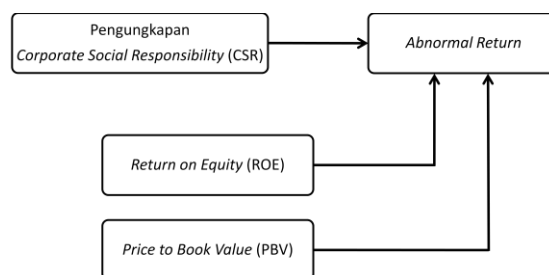 Pengungkapan
Corporate Social Responsibility (CSR)
Abnormal Return
Return on Equity (ROE)
Price to Book Value (PBV)